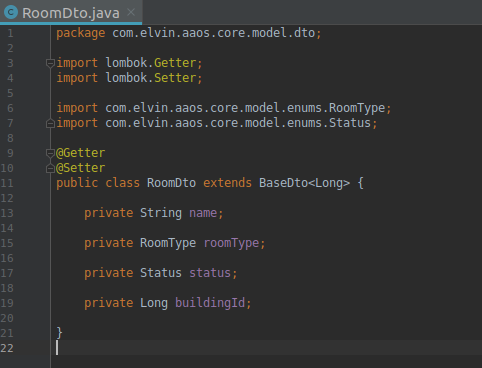 RoomDto.java
1 package com.elvin.aaos.core.model.dto;
2
3 import lombok.Getter;
4 import lombok.Setter;
5
6 import com.elvin.aaos.core.model.enums.RoomType;
7 import com.elvin.aaos.core.model.enums.Status;
8
9 @Getter
10 @Setter
11 public class RoomDto extends BaseDto<Long> {
12
13     private String name;
14
15     private RoomType roomType;
16
17     private Status status;
18
19     private Long buildingId;
20
21 }
22